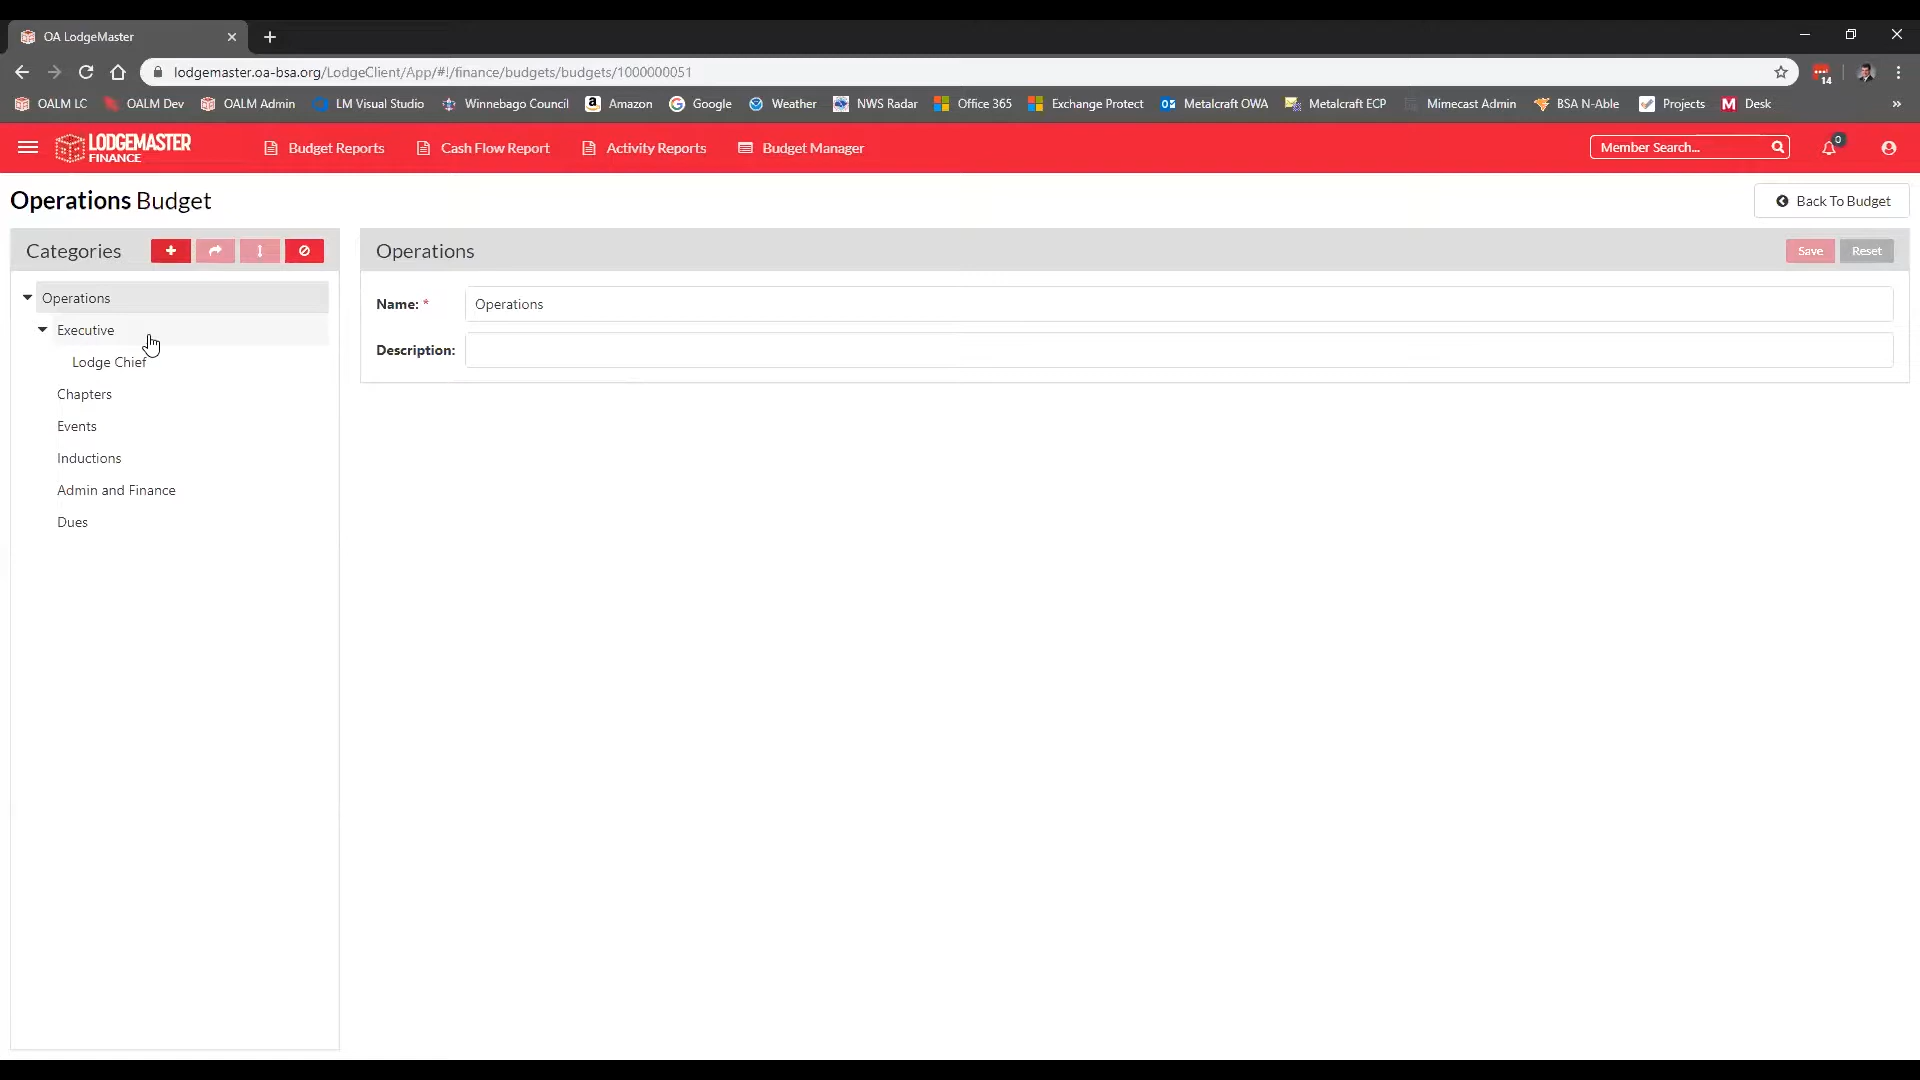 OA LodgeMaster
lodgemaster.oa-bsa.org/LodgeClient/App/#!/finance/budgets/budgets/1000000051
14
OALM LC OALM Dev OALM Admin LM Visual Studio Winnebago Council Amazon Google Weather NWS Radar Office 365 Exchange Protect Metalcraft OWA Metalcraft ECP Mimecast Admin BSA N-Able Projects Desk
LODGEMASTER
FINANCE
Budget Reports Cash Flow Report Activity Reports Budget Manager
Member Search...
0
Operations Budget
Back To Budget
Categories
Operations
Executive
Lodge Chief
Chapters
Events
Inductions
Admin and Finance
Dues
Operations
Save Reset
Name: * Operations
Description: